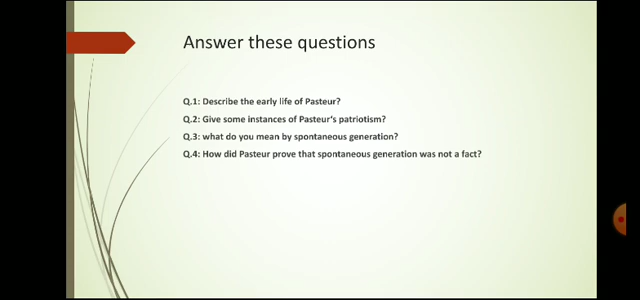 Answer these questions
Q.1: Describe the early life of Pasteur?
Q.2: Give some instances of Pasteur's patriotism?
Q.3: what do you mean by spontaneous generation?
Q.4: How did Pasteur prove that spontaneous generation was not a fact?